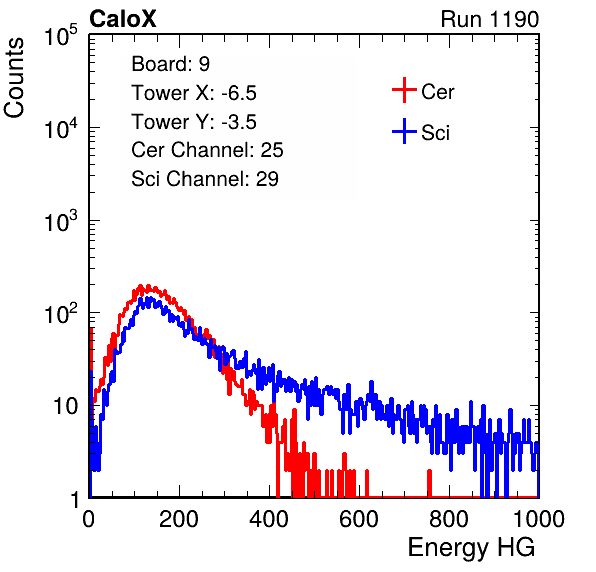 CaloX Run 1190
Counts
10^5
10^4
10^3
10^2
10
1
Board: 9
Tower X: -6.5
Tower Y: -3.5
Cer Channel: 25
Sci Channel: 29
Cer
Sci
0 200 400 600 800 1000
Energy HG